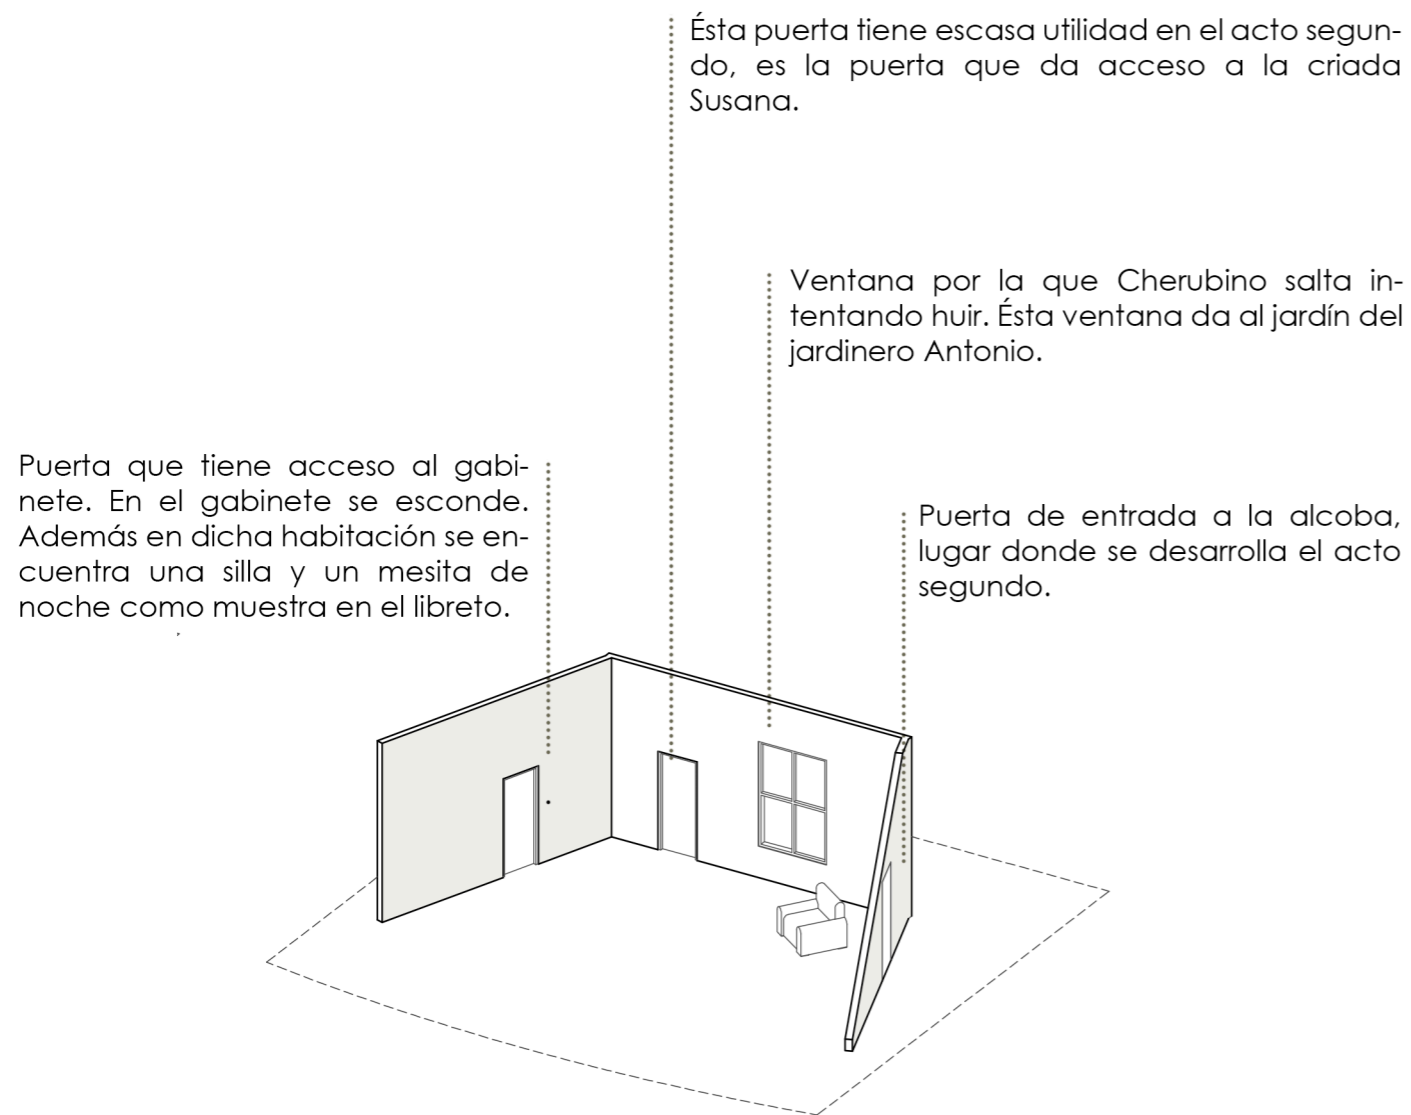 Ésta puerta tiene escasa utilidad en el acto segun-
do, es la puerta que da acceso a la criada
Susana.
Ventana por la que Cherubino salta in-
tentando huir. Ésta ventana da al jardín del
jardinero Antonio.
Puerta que tiene acceso al gabi-
nete. En el gabinete se esconde.
Además en dicha habitación se en-
cuentra una silla y un mesita de
noche como muestra en el libreto.
Puerta de entrada a la alcoba,
lugar donde se desarrolla el acto
segundo.